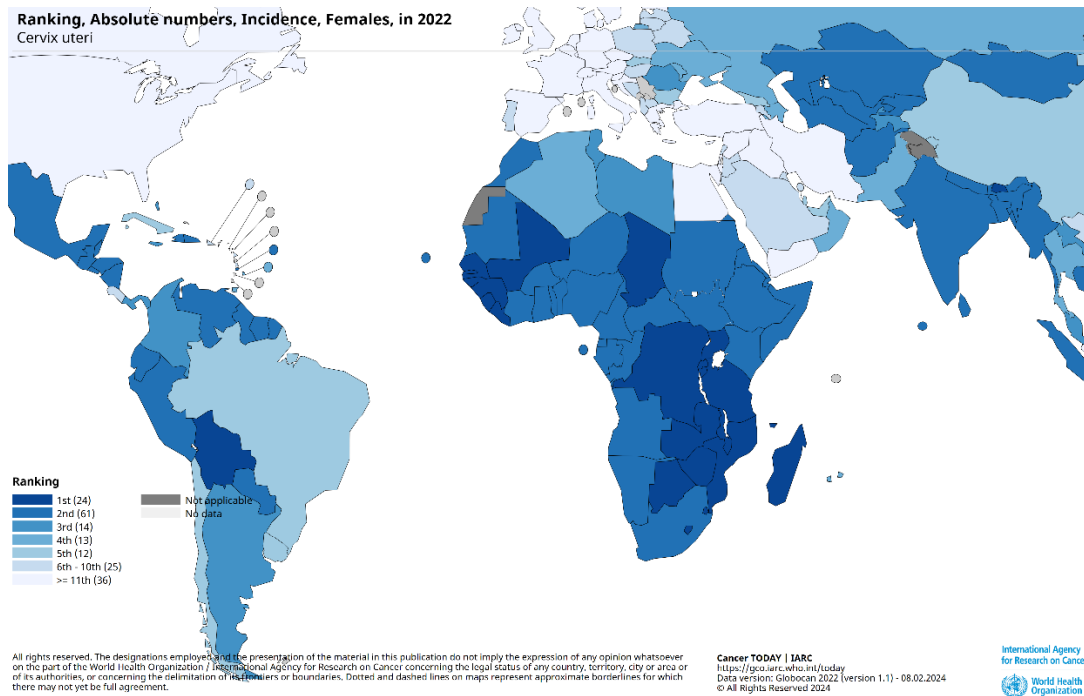 Ranking, Absolute numbers, Incidence, Females, in 2022
Cervix uteri
Ranking
1st (24)
2nd (61)
3rd (14)
4th (13)
5th (12)
6th - 10th (25)
>= 11th (36)
Not applicable
No data
All rights reserved. The designations employed and the presentation of the material in this publication do not imply the expression of any opinion whatsoever
on the part of the World Health Organization / International Agency for Research on Cancer concerning the legal status of any country, territory, city or area or
of its authorities, or concerning the delimitation of its frontiers or boundaries. Dotted and dashed lines on maps represent approximate borderlines for which
there may not yet be full agreement.
Cancer TODAY | IARC
https://gco.iarc.who.int/today
Data version: Globocan 2022 (version 1.1) - 08.02.2024
© All Rights Reserved 2024
International Agency
for Research on Canc
World Health
Organization